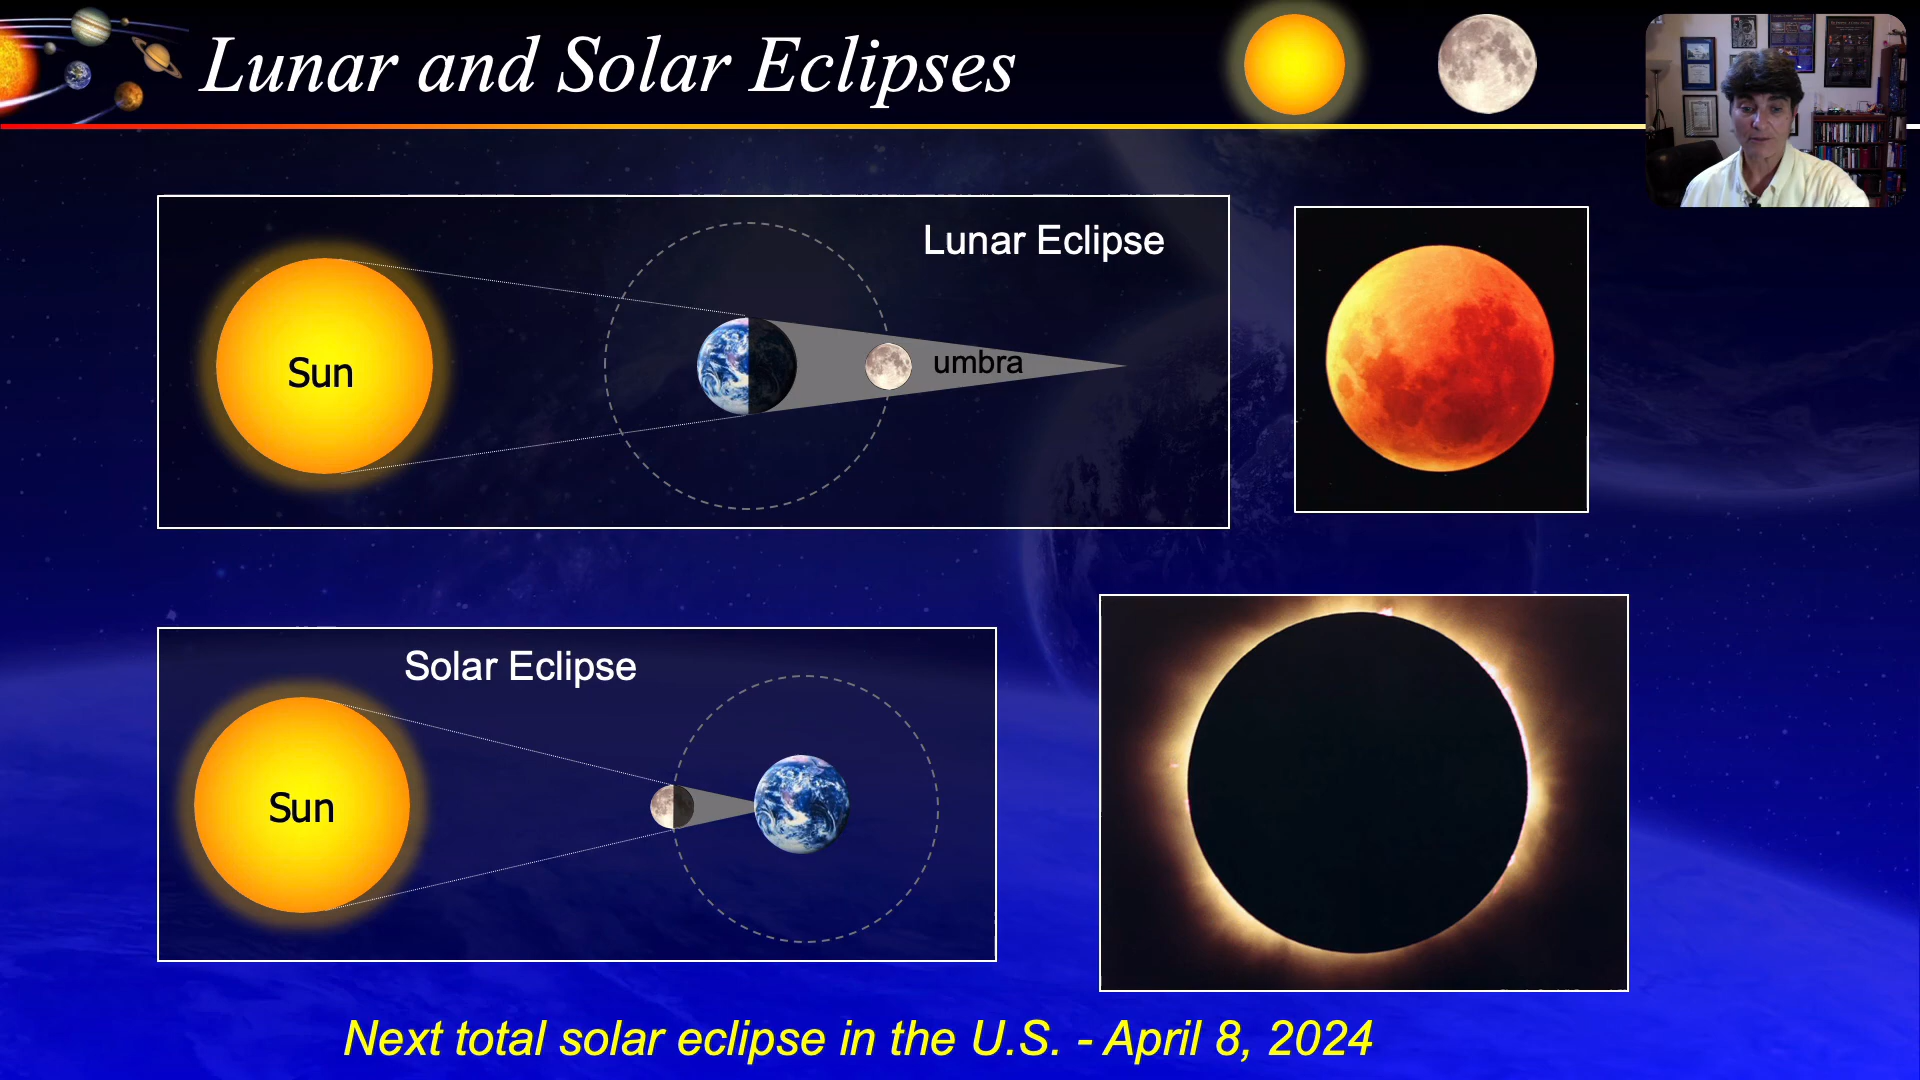 Lunar and Solar Eclipses
Lunar Eclipse
Sun
umbra
Solar Eclipse
Sun
Next total solar eclipse in the U.S. - April 8, 2024